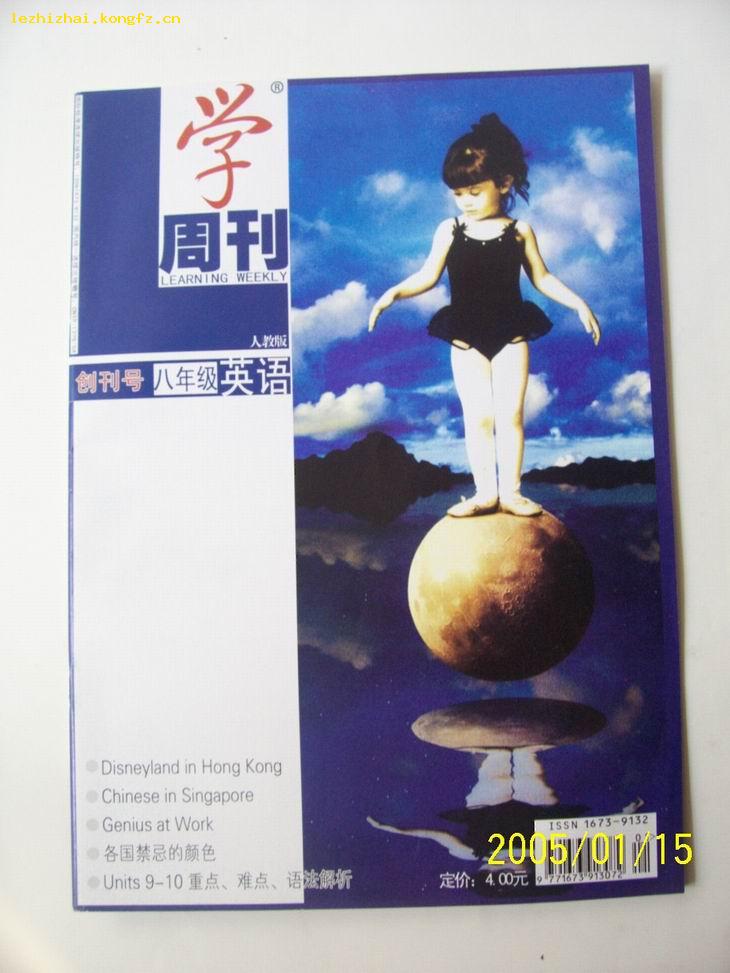 lezhizhai.kongfz.cn
学®
周刊
LEARNING WEEKLY
人教版
创刊号 八年级 英语
Disneyland in Hong Kong
Chinese in Singapore
Genius at Work
各国禁忌的颜色
Units 9-10 重点、难点、语法解析
定价: 4.00元
ISSN 1673-9132
9 771673 913072
2005/01/15